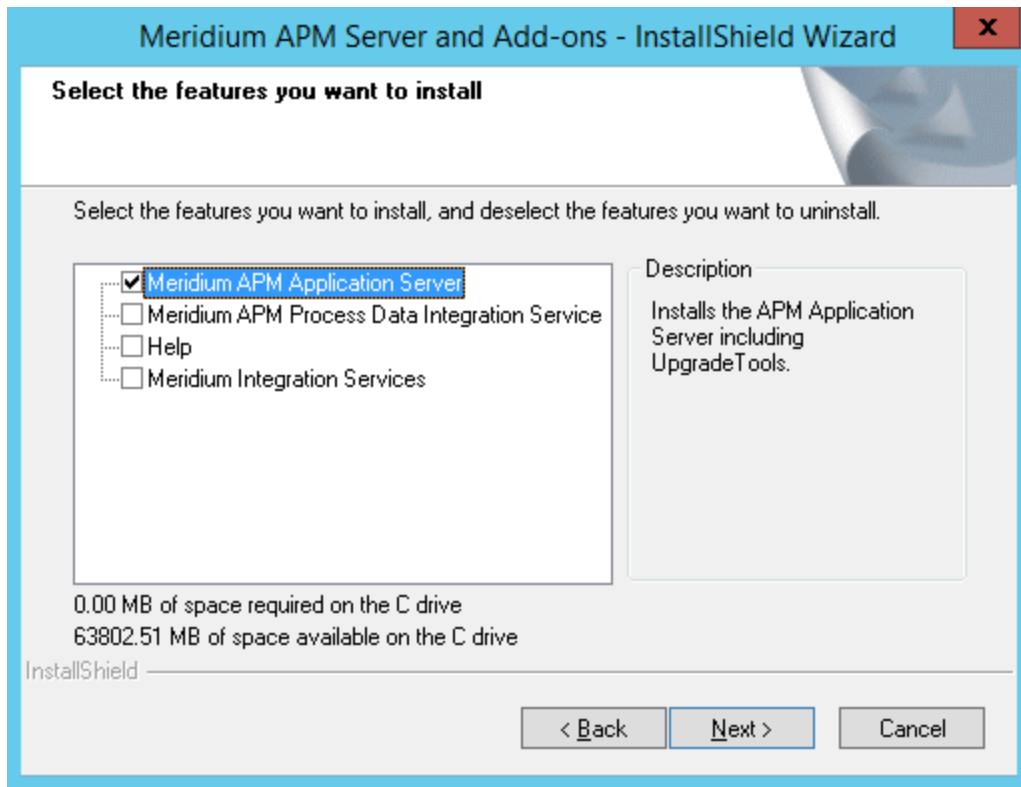 Meridium APM Server and Add-ons - InstallShield Wizard
x
Select the features you want to install
Select the features you want to install, and deselect the features you want to uninstall.
Meridium APM Application Server
Meridium APM Process Data Integration Service
Help
Meridium Integration Services
Description
Installs the APM Application
Server including
UpgradeTools.
0.00 MB of space required on the C drive
63802.51 MB of space available on the C drive
InstallShield
< Back
Next >
Cancel